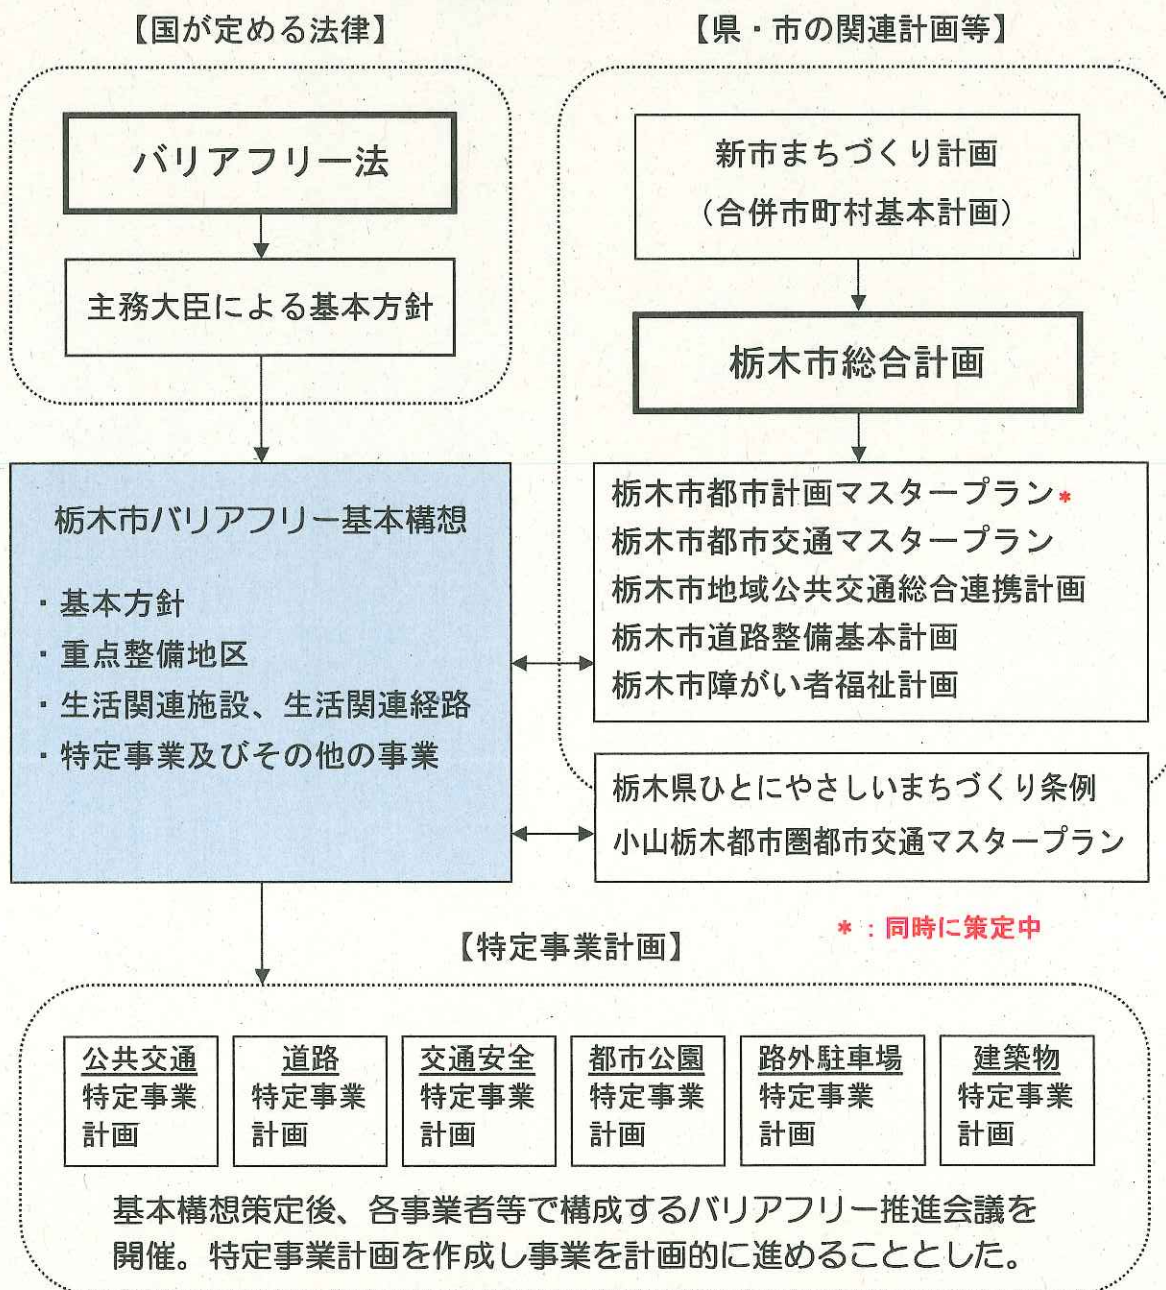 【国が定める法律】
バリアフリー法
主務大臣による基本方針
【県・市の関連計画等】
新市まちづくり計画
（合併市町村基本計画）
栃木市総合計画
栃木市バリアフリー基本構想
・基本方針
・重点整備地区
・生活関連施設、生活関連経路
・特定事業及びその他の事業
栃木市都市計画マスタープラン*
栃木市都市交通マスタープラン
栃木市地域公共交通総合連携計画
栃木市道路整備基本計画
栃木市障がい者福祉計画
栃木県ひとにやさしいまちづくり条例
小山栃木都市圏都市交通マスタープラン
*：同時に策定中
【特定事業計画】
公共交通
特定事業
計画
道路
特定事業
計画
交通安全
特定事業
計画
都市公園
特定事業
計画
路外駐車場
特定事業
計画
建築物
特定事業
計画
基本構想策定後、各事業者等で構成するバリアフリー推進会議を
開催。特定事業計画を作成し事業を計画的に進めることとした。